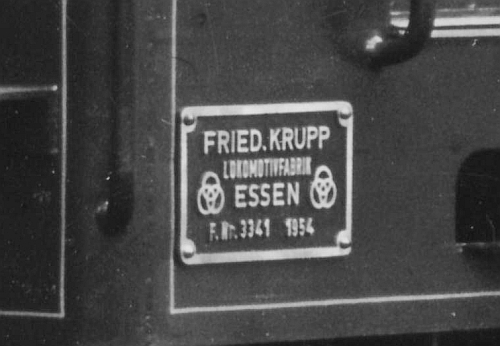 FRIED. KRUPP
LOKOMOTIVFABRIK
ESSEN
F. Nr. 3341 1954